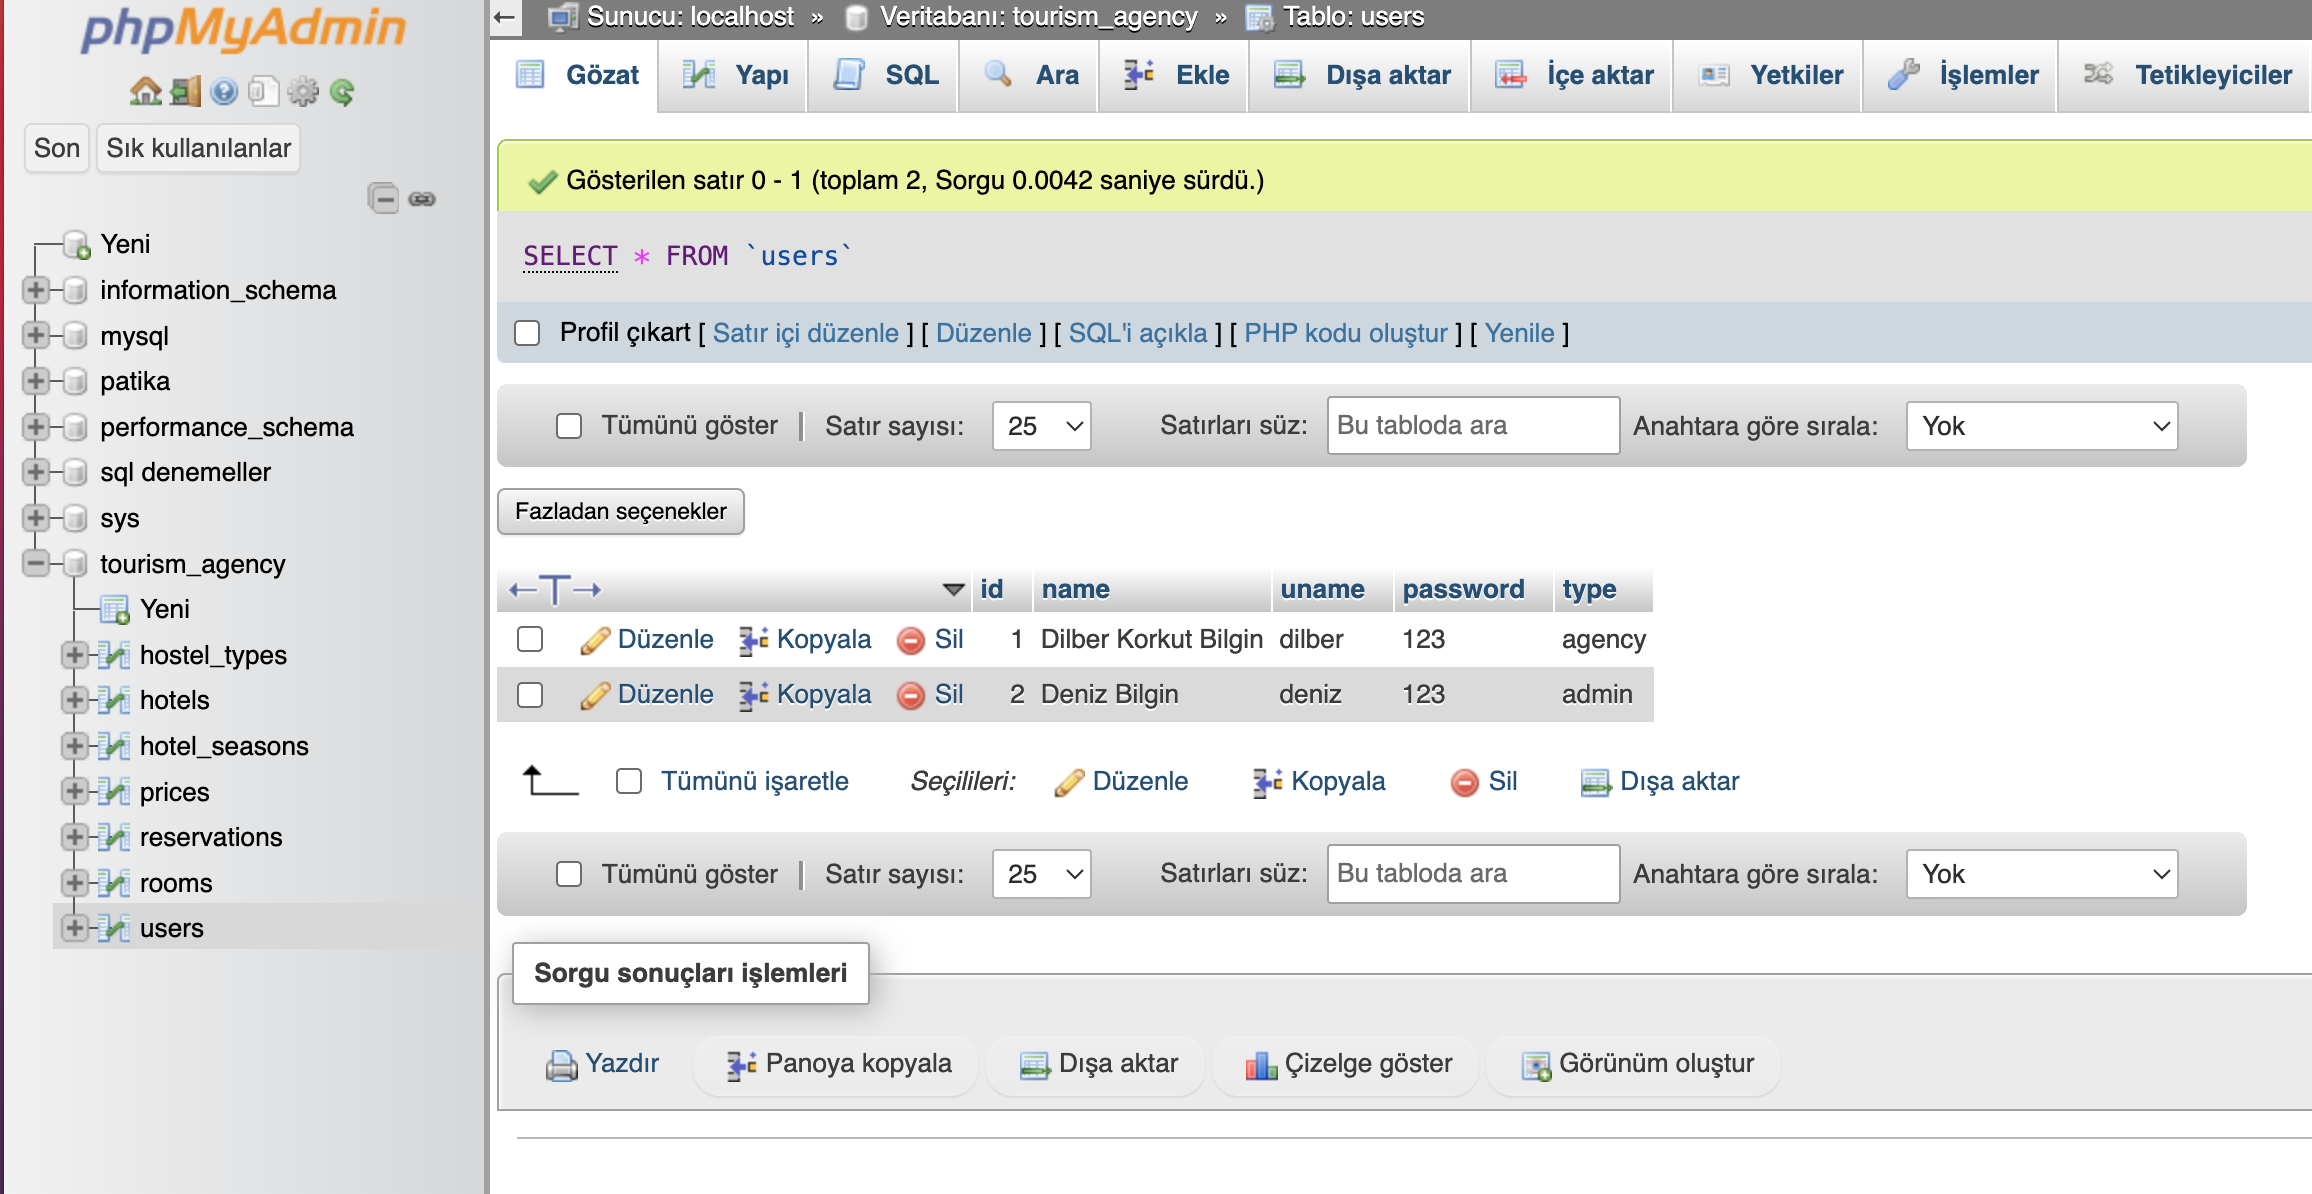 phpMyAdmin
Son Sık kullanılanlar
Yeni
information_schema
mysql
patika
performance_schema
sql denemeller
sys
tourism_agency
Yeni
hostel_types
hotels
hotel_seasons
prices
reservations
rooms
users
Sunucu: localhost » Veritabanı: tourism_agency » Tablo: users
Gözat Yapı SQL Ara Ekle Dışa aktar İçe aktar Yetkiler İşlemler Tetikleyiciler
Gösterilen satır 0 - 1 (toplam 2, Sorgu 0.0042 saniye sürdü.)
SELECT * FROM `users`
Profil çıkart [ Satır içi düzenle ] [ Düzenle ] [ SQL'i açıkla ] [ PHP kodu oluştur ] [ Yenile ]
Tümünü göster | Satır sayısı: 25 Satırları süz: Bu tabloda ara Anahtara göre sırala: Yok
Fazladan seçenekler
←T→ id name uname password type
Düzenle Kopyala Sil 1 Dilber Korkut Bilgin dilber 123 agency
Düzenle Kopyala Sil 2 Deniz Bilgin deniz 123 admin
Tümünü işaretle Seçilileri: Düzenle Kopyala Sil Dışa aktar
Tümünü göster | Satır sayısı: 25 Satırları süz: Bu tabloda ara Anahtara göre sırala: Yok
Sorgu sonuçları işlemleri
Yazdır Panoya kopyala Dışa aktar Çizelge göster Görünüm oluştur